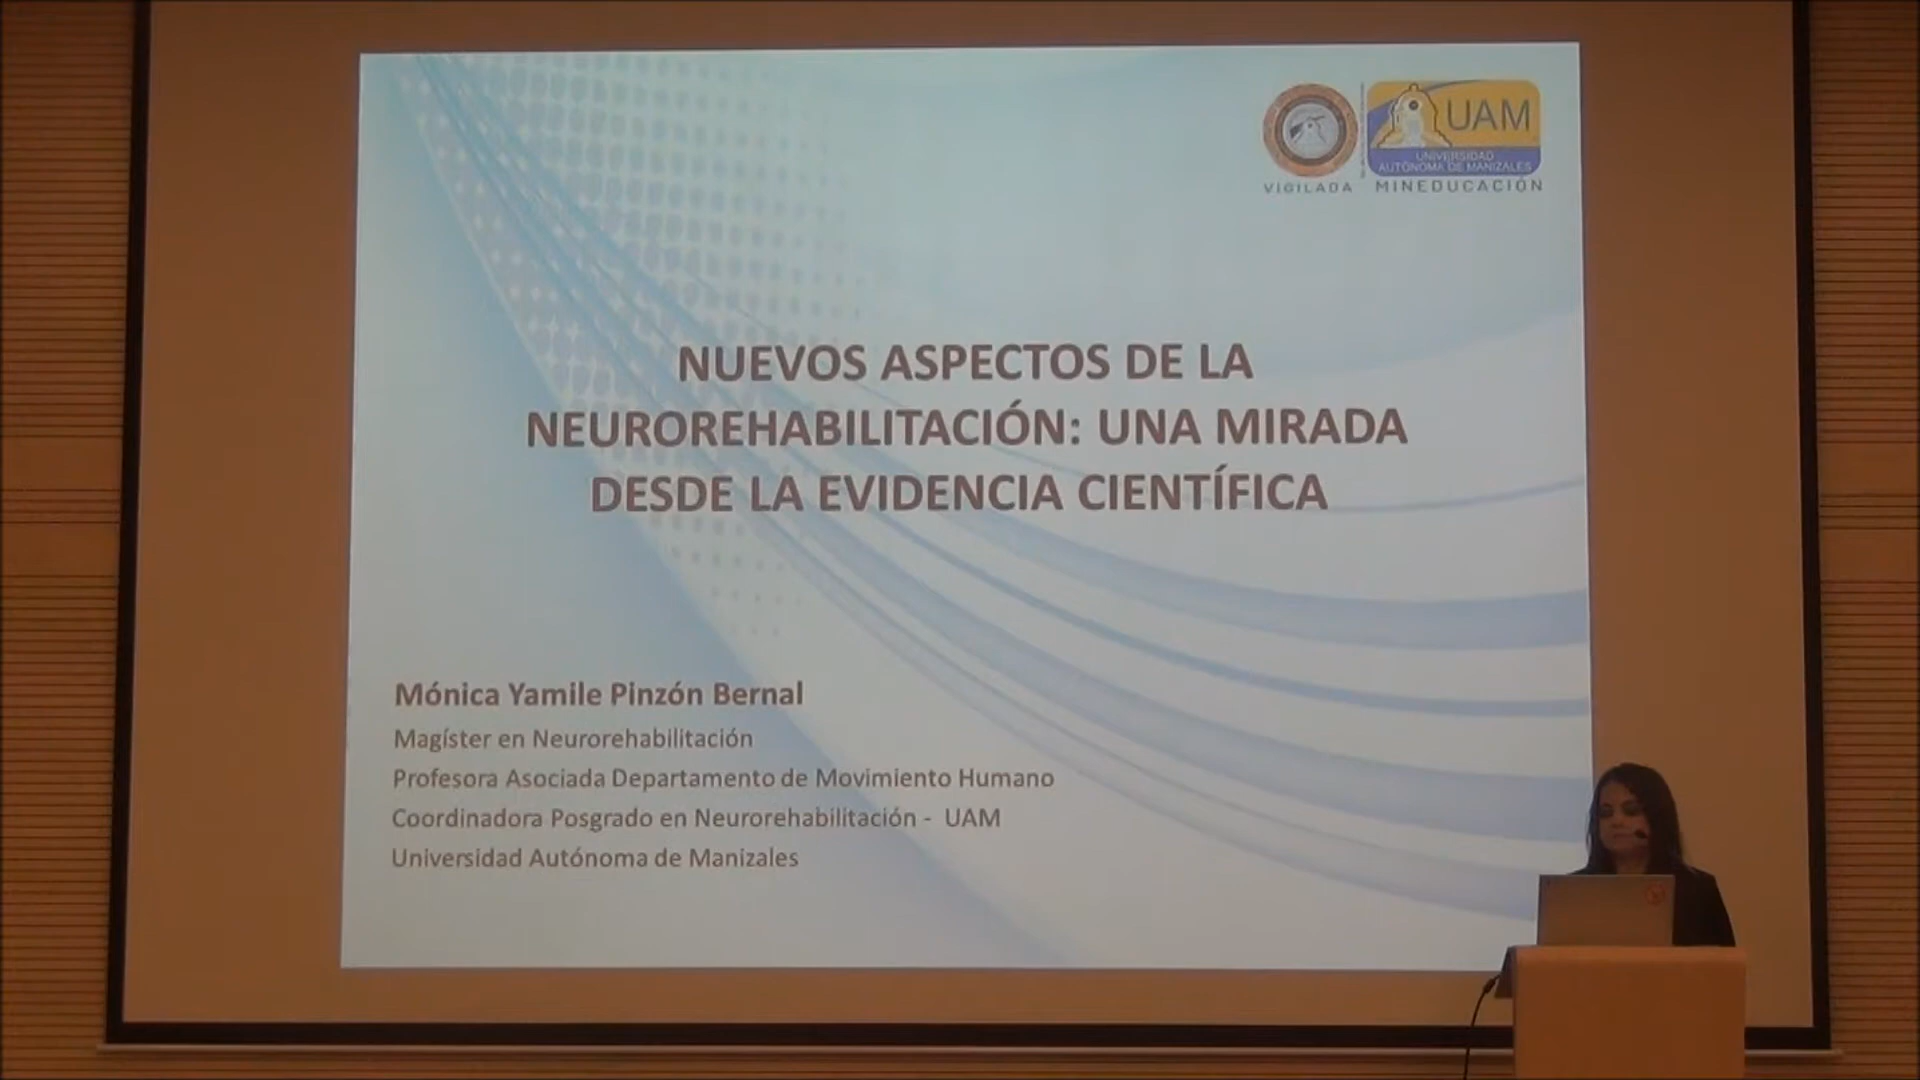 UAM
UNIVERSIDAD
AUTÓNOMA DE MANIZALES
VIGILADA MINEDUCACIÓN
NUEVOS ASPECTOS DE LA
NEUROREHABILITACIÓN: UNA MIRADA
DESDE LA EVIDENCIA CIENTÍFICA
Mónica Yamile Pinzón Bernal
Magíster en Neurorehabilitación
Profesora Asociada Departamento de Movimiento Humano
Coordinadora Posgrado en Neurorehabilitación - UAM
Universidad Autónoma de Manizales